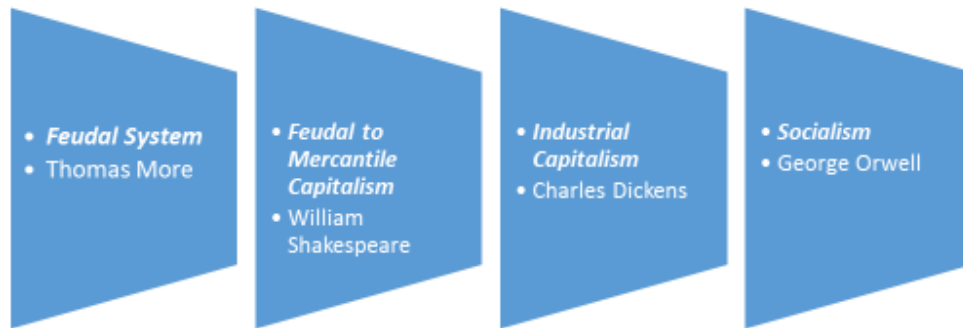 • Feudal System
• Thomas More
• Feudal to
Mercantile
Capitalism
• William
Shakespeare
• Industrial
Capitalism
• Charles Dickens
• Socialism
• George Orwell